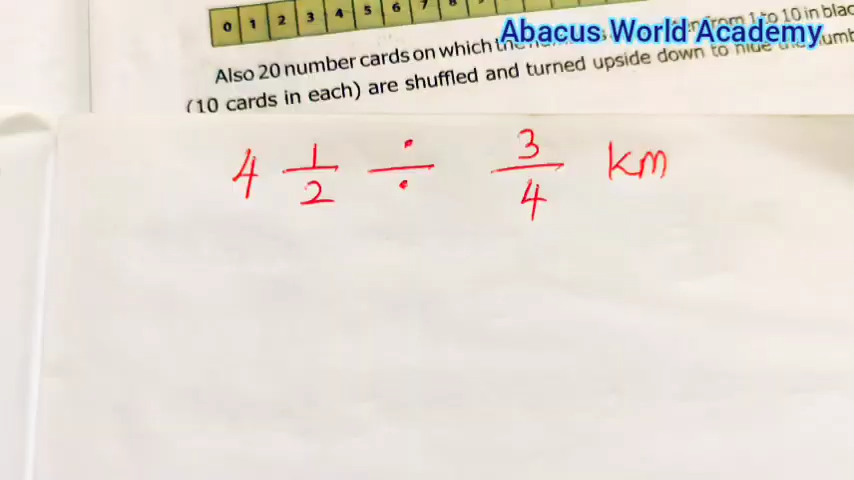 0 1 2 3 4 5 6 7 8
Abacus World Academy
Also 20 number cards on which from 1 to 10 in
(10 cards in each) are shuffled and turned upside down to hide the
4 1/2 ÷ 3/4 km